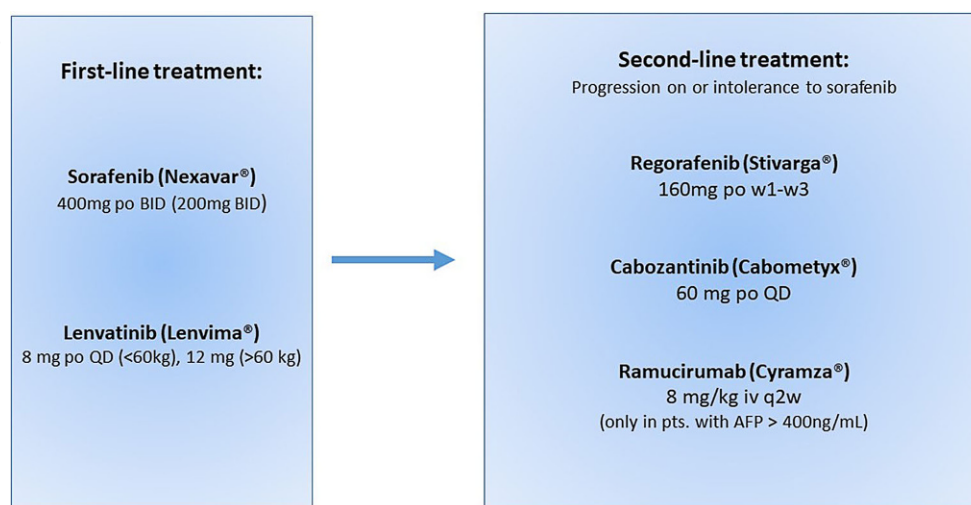 First-line treatment:
Sorafenib (Nexavar®)
400mg po BID (200mg BID)
Lenvatinib (Lenvima®)
8 mg po QD (<60kg), 12 mg (>60 kg)
Second-line treatment:
Progression on or intolerance to sorafenib
Regorafenib (Stivarga®)
160mg po w1-w3
Cabozantinib (Cabometyx®)
60 mg po QD
Ramucirumab (Cyramza®)
8 mg/kg iv q2w
(only in pts. with AFP > 400ng/mL)